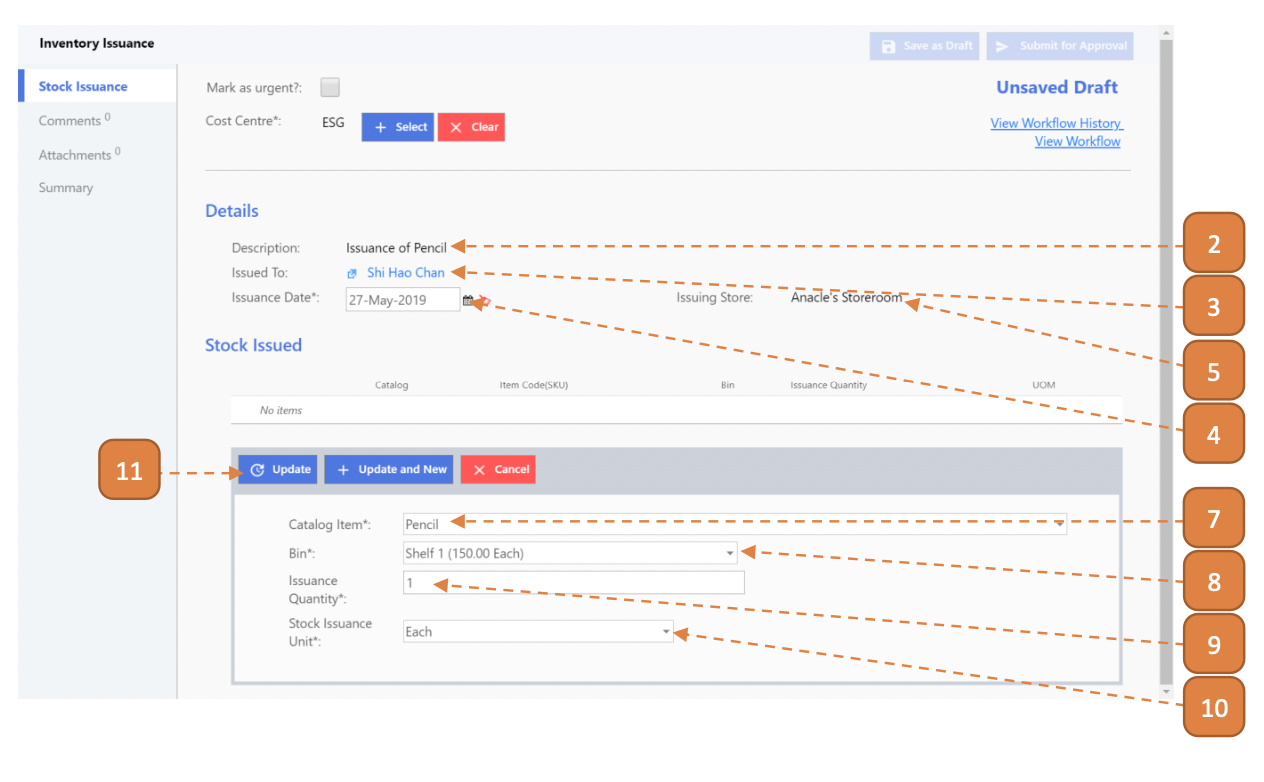 Inventory Issuance
Save as Draft
Submit for Approval
Stock Issuance
Comments 0
Attachments 0
Summary
Mark as urgent?:
Unsaved Draft
Cost Centre*: ESG + Select × Clear
View Workflow History
View Workflow
Details
Description: Issuance of Pencil
2
Issued To: Shi Hao Chan
3
Issuance Date*: 27-May-2019 Issuing Store: Anacle's Storeroom
5
Stock Issued
Catalog Item Code(SKU) Bin Issuance Quantity UOM
No items
4
11
Update + Update and New × Cancel
Catalog Item*: Pencil
7
Bin*: Shelf 1 (150.00 Each)
8
Issuance
Quantity*:
1
9
Stock Issuance
Unit*:
Each
10